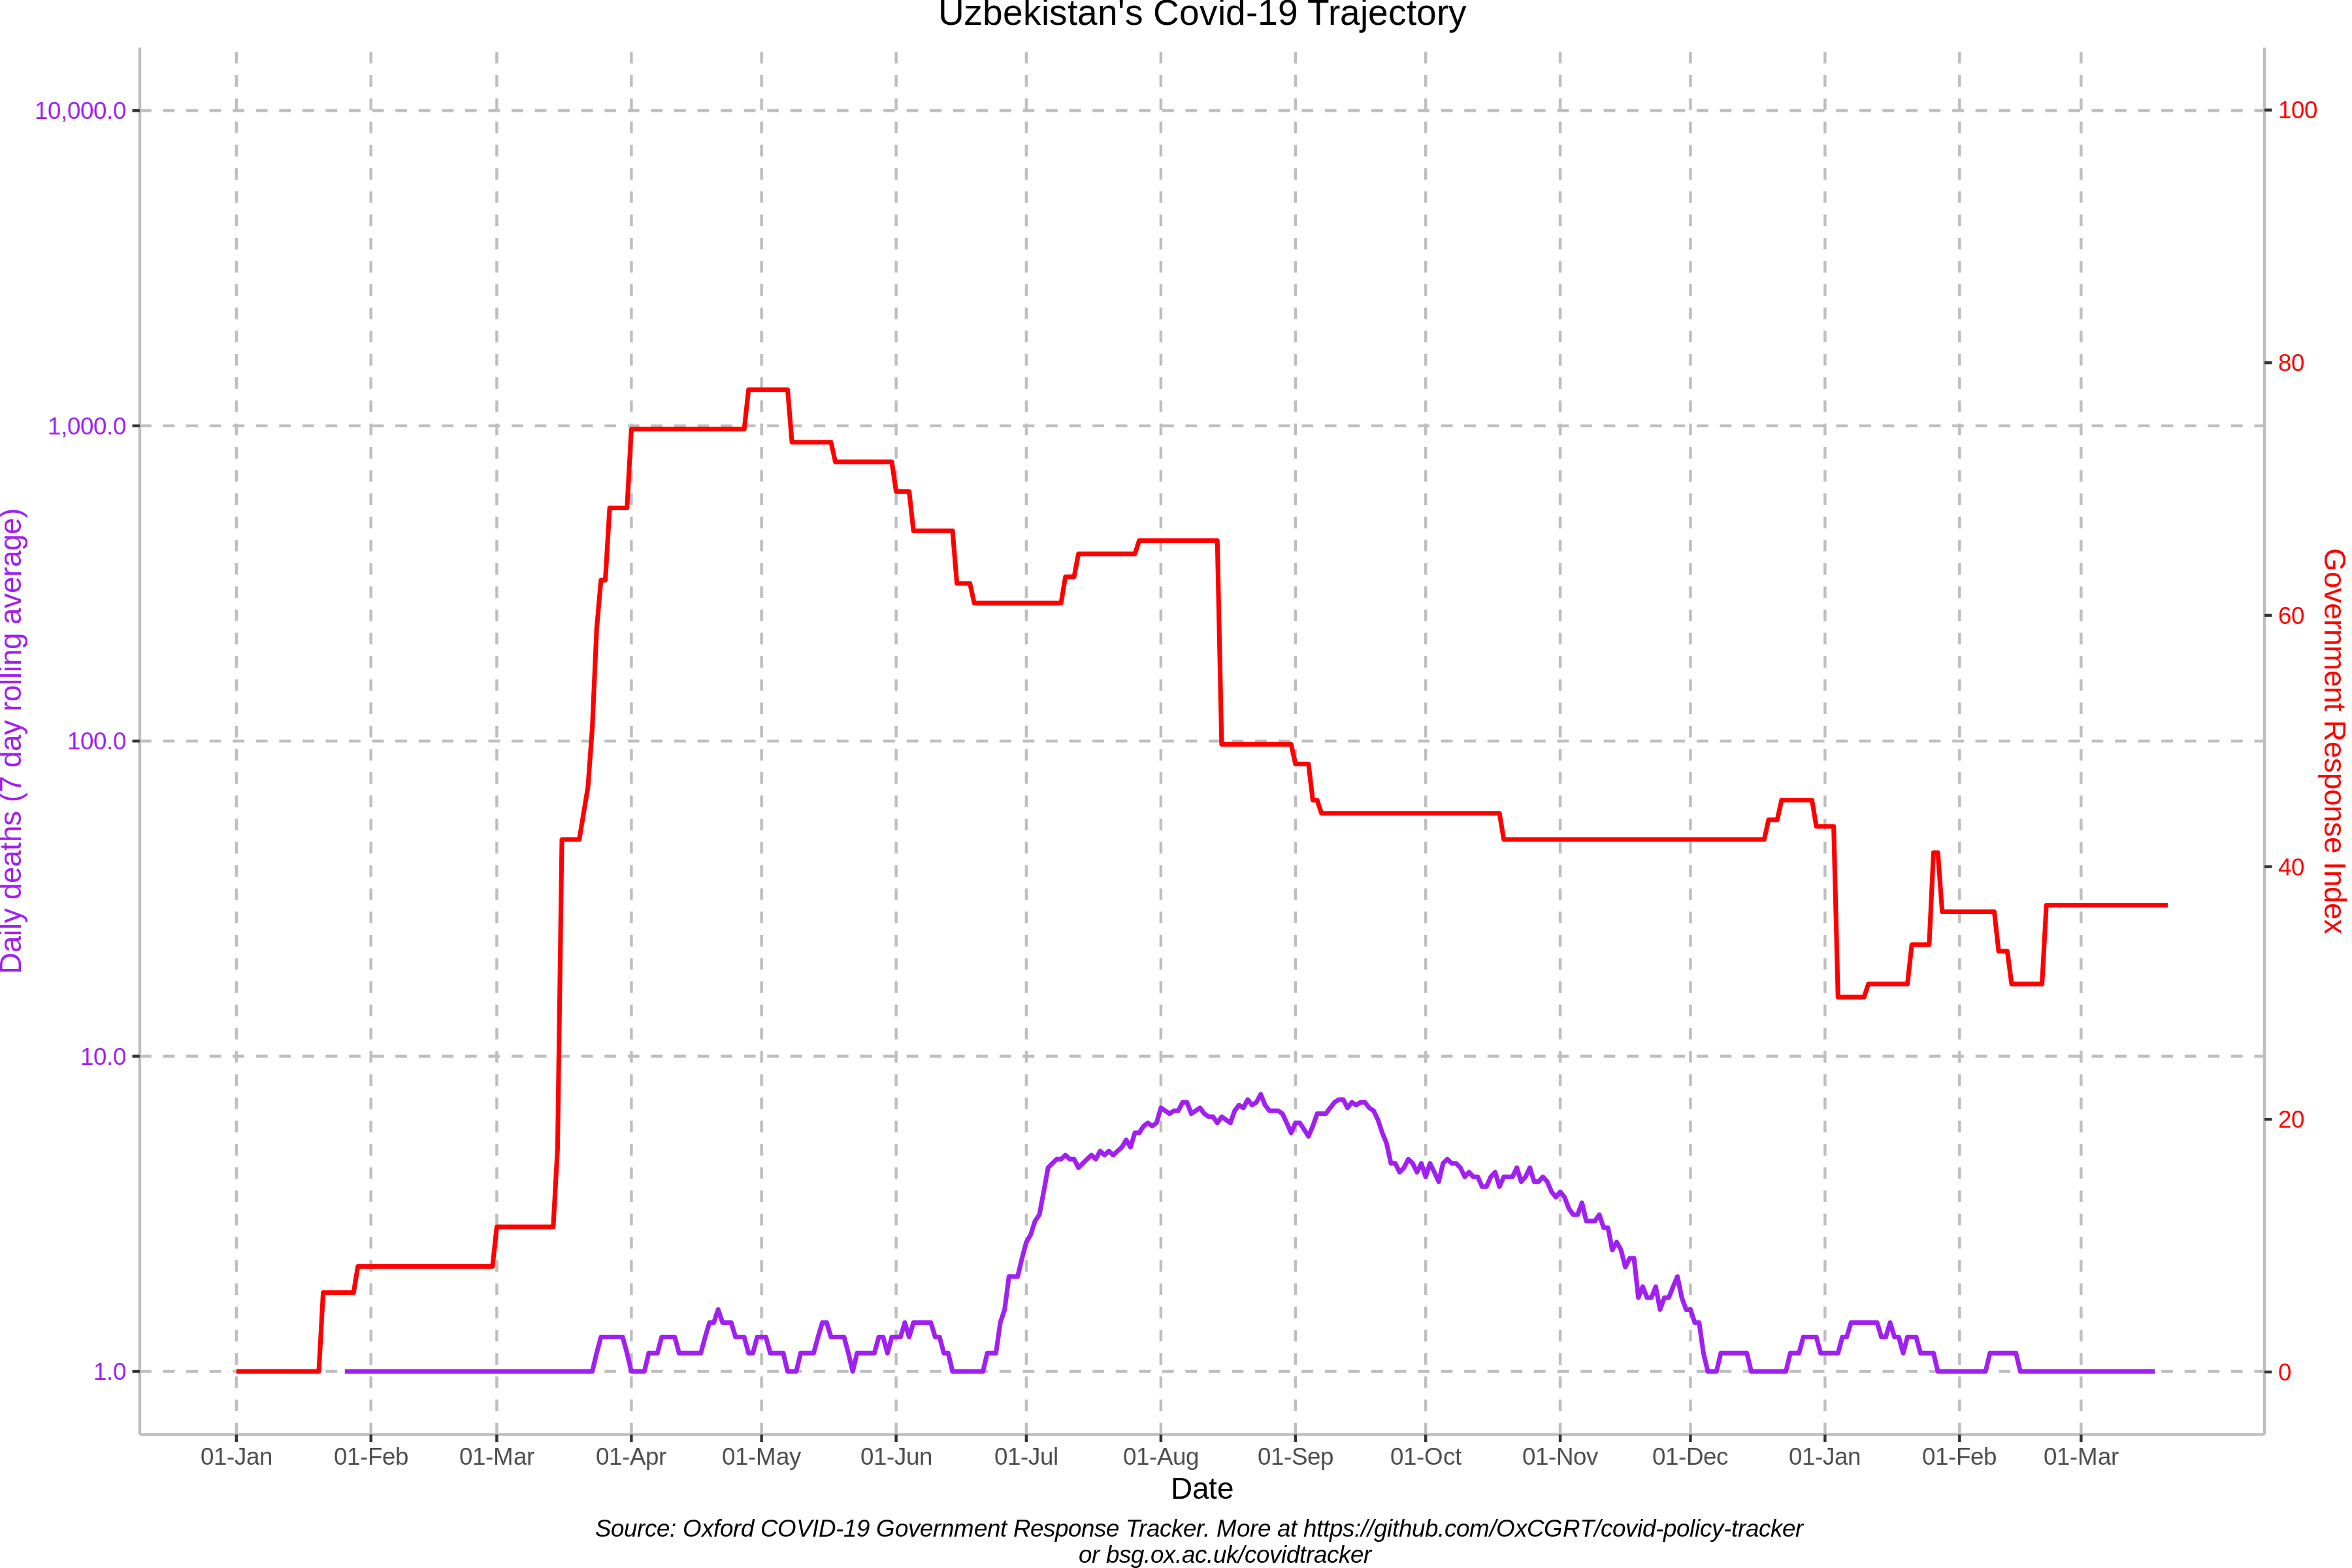 Uzbekistan's Covid-19 Trajectory
10,000.0
1,000.0
100.0
10.0
1.0
Daily deaths (7 day rolling average)
100
80
60
40
20
0
Government Response Index
01-Jan 01-Feb 01-Mar 01-Apr 01-May 01-Jun 01-Jul 01-Aug 01-Sep 01-Oct 01-Nov 01-Dec 01-Jan 01-Feb 01-Mar
Date
Source: Oxford COVID-19 Government Response Tracker. More at https://github.com/OxCGRT/covid-policy-tracker
or bsg.ox.ac.uk/covidtracker